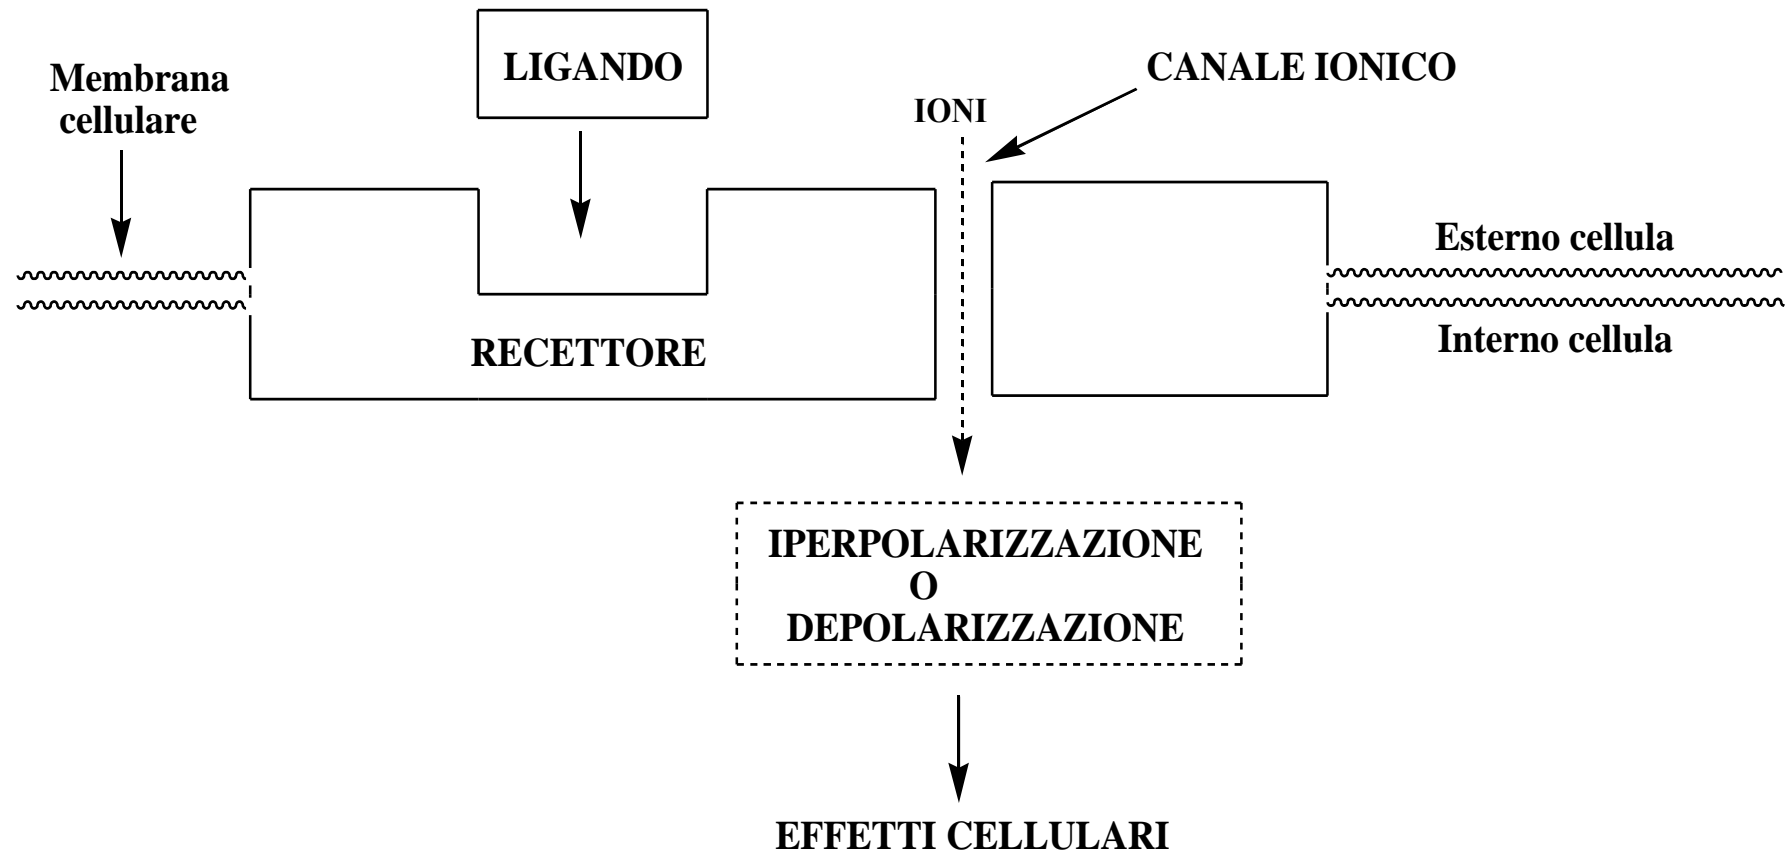 Membrana
cellulare
LIGANDO
IONI
CANALE IONICO
Esterno cellula
Interno cellula
RECETTORE
IPERPOLARIZZAZIONE
O
DEPOLARIZZAZIONE
EFFETTI CELLULARI